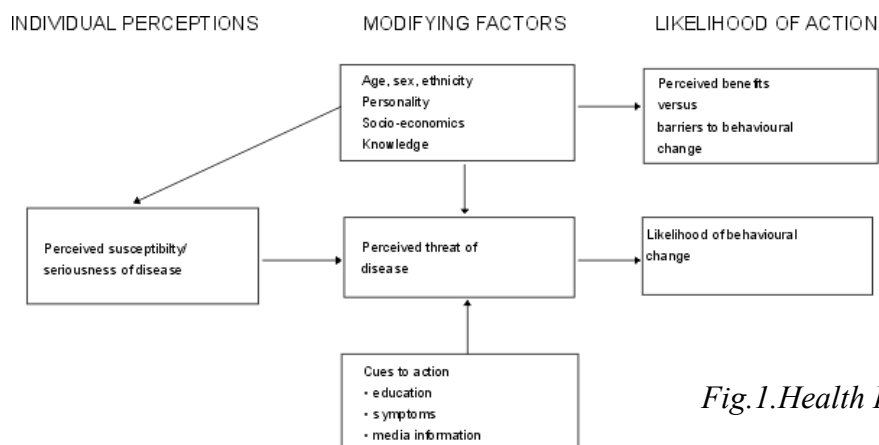 INDIVIDUAL PERCEPTIONS
MODIFYING FACTORS
LIKELIHOOD OF ACTION
Age, sex, ethnicity
Personality
Socio-economics
Knowledge
Perceived benefits
versus
barriers to behavioural
change
Perceived susceptibilty/
seriousness of disease
Perceived threat of
disease
Likelihood of behavioural
change
Cues to action
• education
• symptoms
• media information
Fig.1.Health